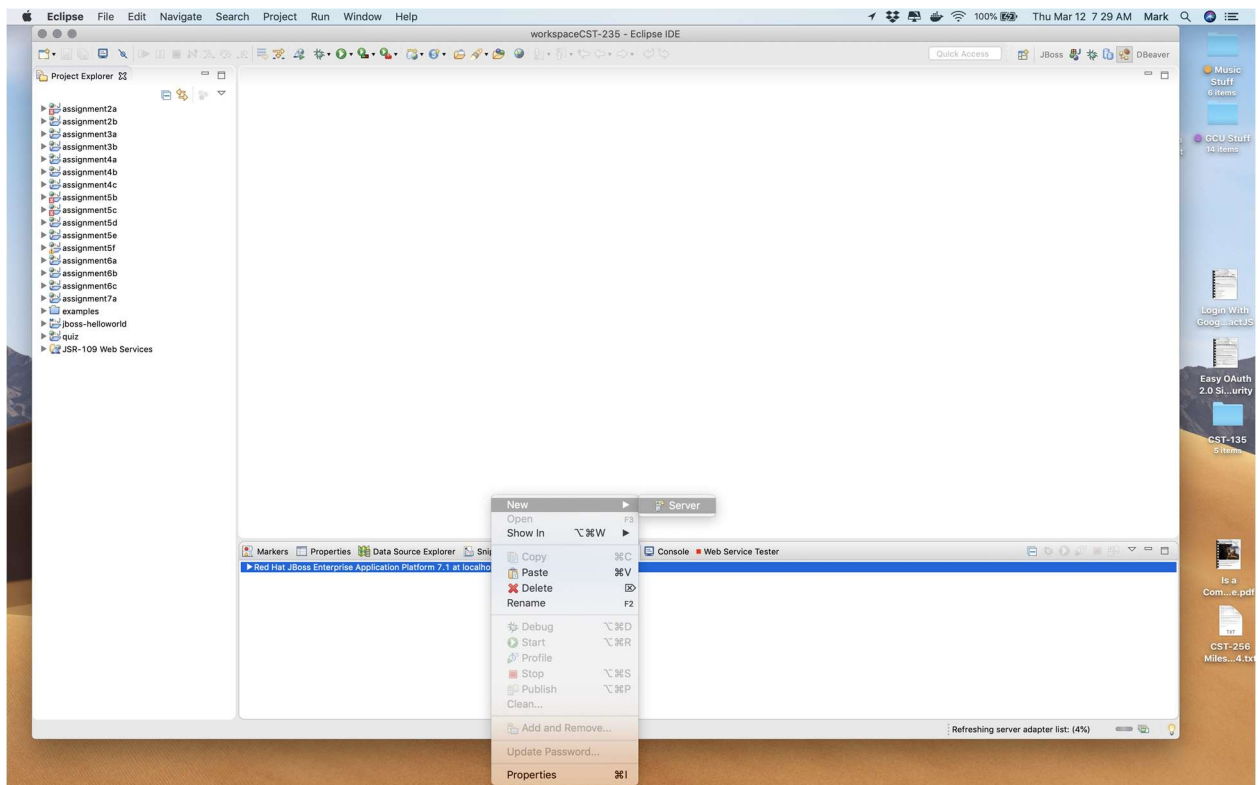 Eclipse File Edit Navigate Search Project Run Window Help
100% Thu Mar 12 7 29 AM Mark
workspaceCST-235 - Eclipse IDE
Quick Access JBoss DBeaver
Project Explorer
assignment2a
assignment2b
assignment3a
assignment3b
assignment4a
assignment4b
assignment4c
assignment5b
assignment5c
assignment5d
assignment5e
assignment5f
assignment6a
assignment6b
assignment6c
assignment7a
examples
jboss-helloworld
quiz
JSR-109 Web Services
Markers Properties Data Source Explorer Snip
Console Web Service Tester
Red Hat JBoss Enterprise Application Platform 7.1 at localho
New
Server
Open F3
Show In ⌥⌘W
Copy ⌘C
Paste ⌘V
Delete ⌦
Rename F2
Debug ⌥⌘D
Start ⌥⌘R
Profile
Stop ⌥⌘S
Publish ⌥⌘P
Clean...
Add and Remove...
Update Password...
Properties ⌘I
Refreshing server adapter list: (4%)
Music
Stuff
6 items
GCU Stuff
14 items
Login With
Goog...actJS
Easy OAuth
2.0 Si...urity
CST-135
5 items
Is a
Com...e.pdf
TXT
CST-256
Miles...4.txt